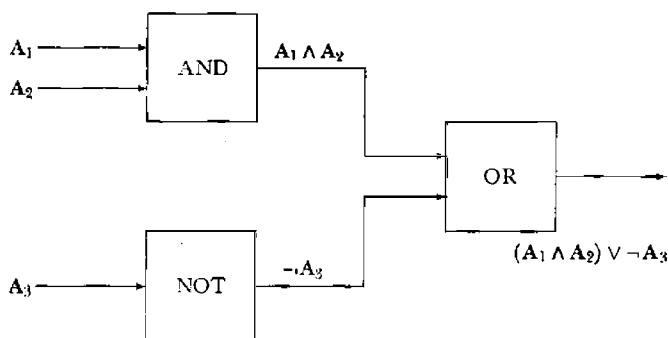 A₁
A₂
AND
A₁ ∧ A₂
OR
(A₁ ∧ A₂) ∨ ¬ A₃
A₃
NOT
¬A₃